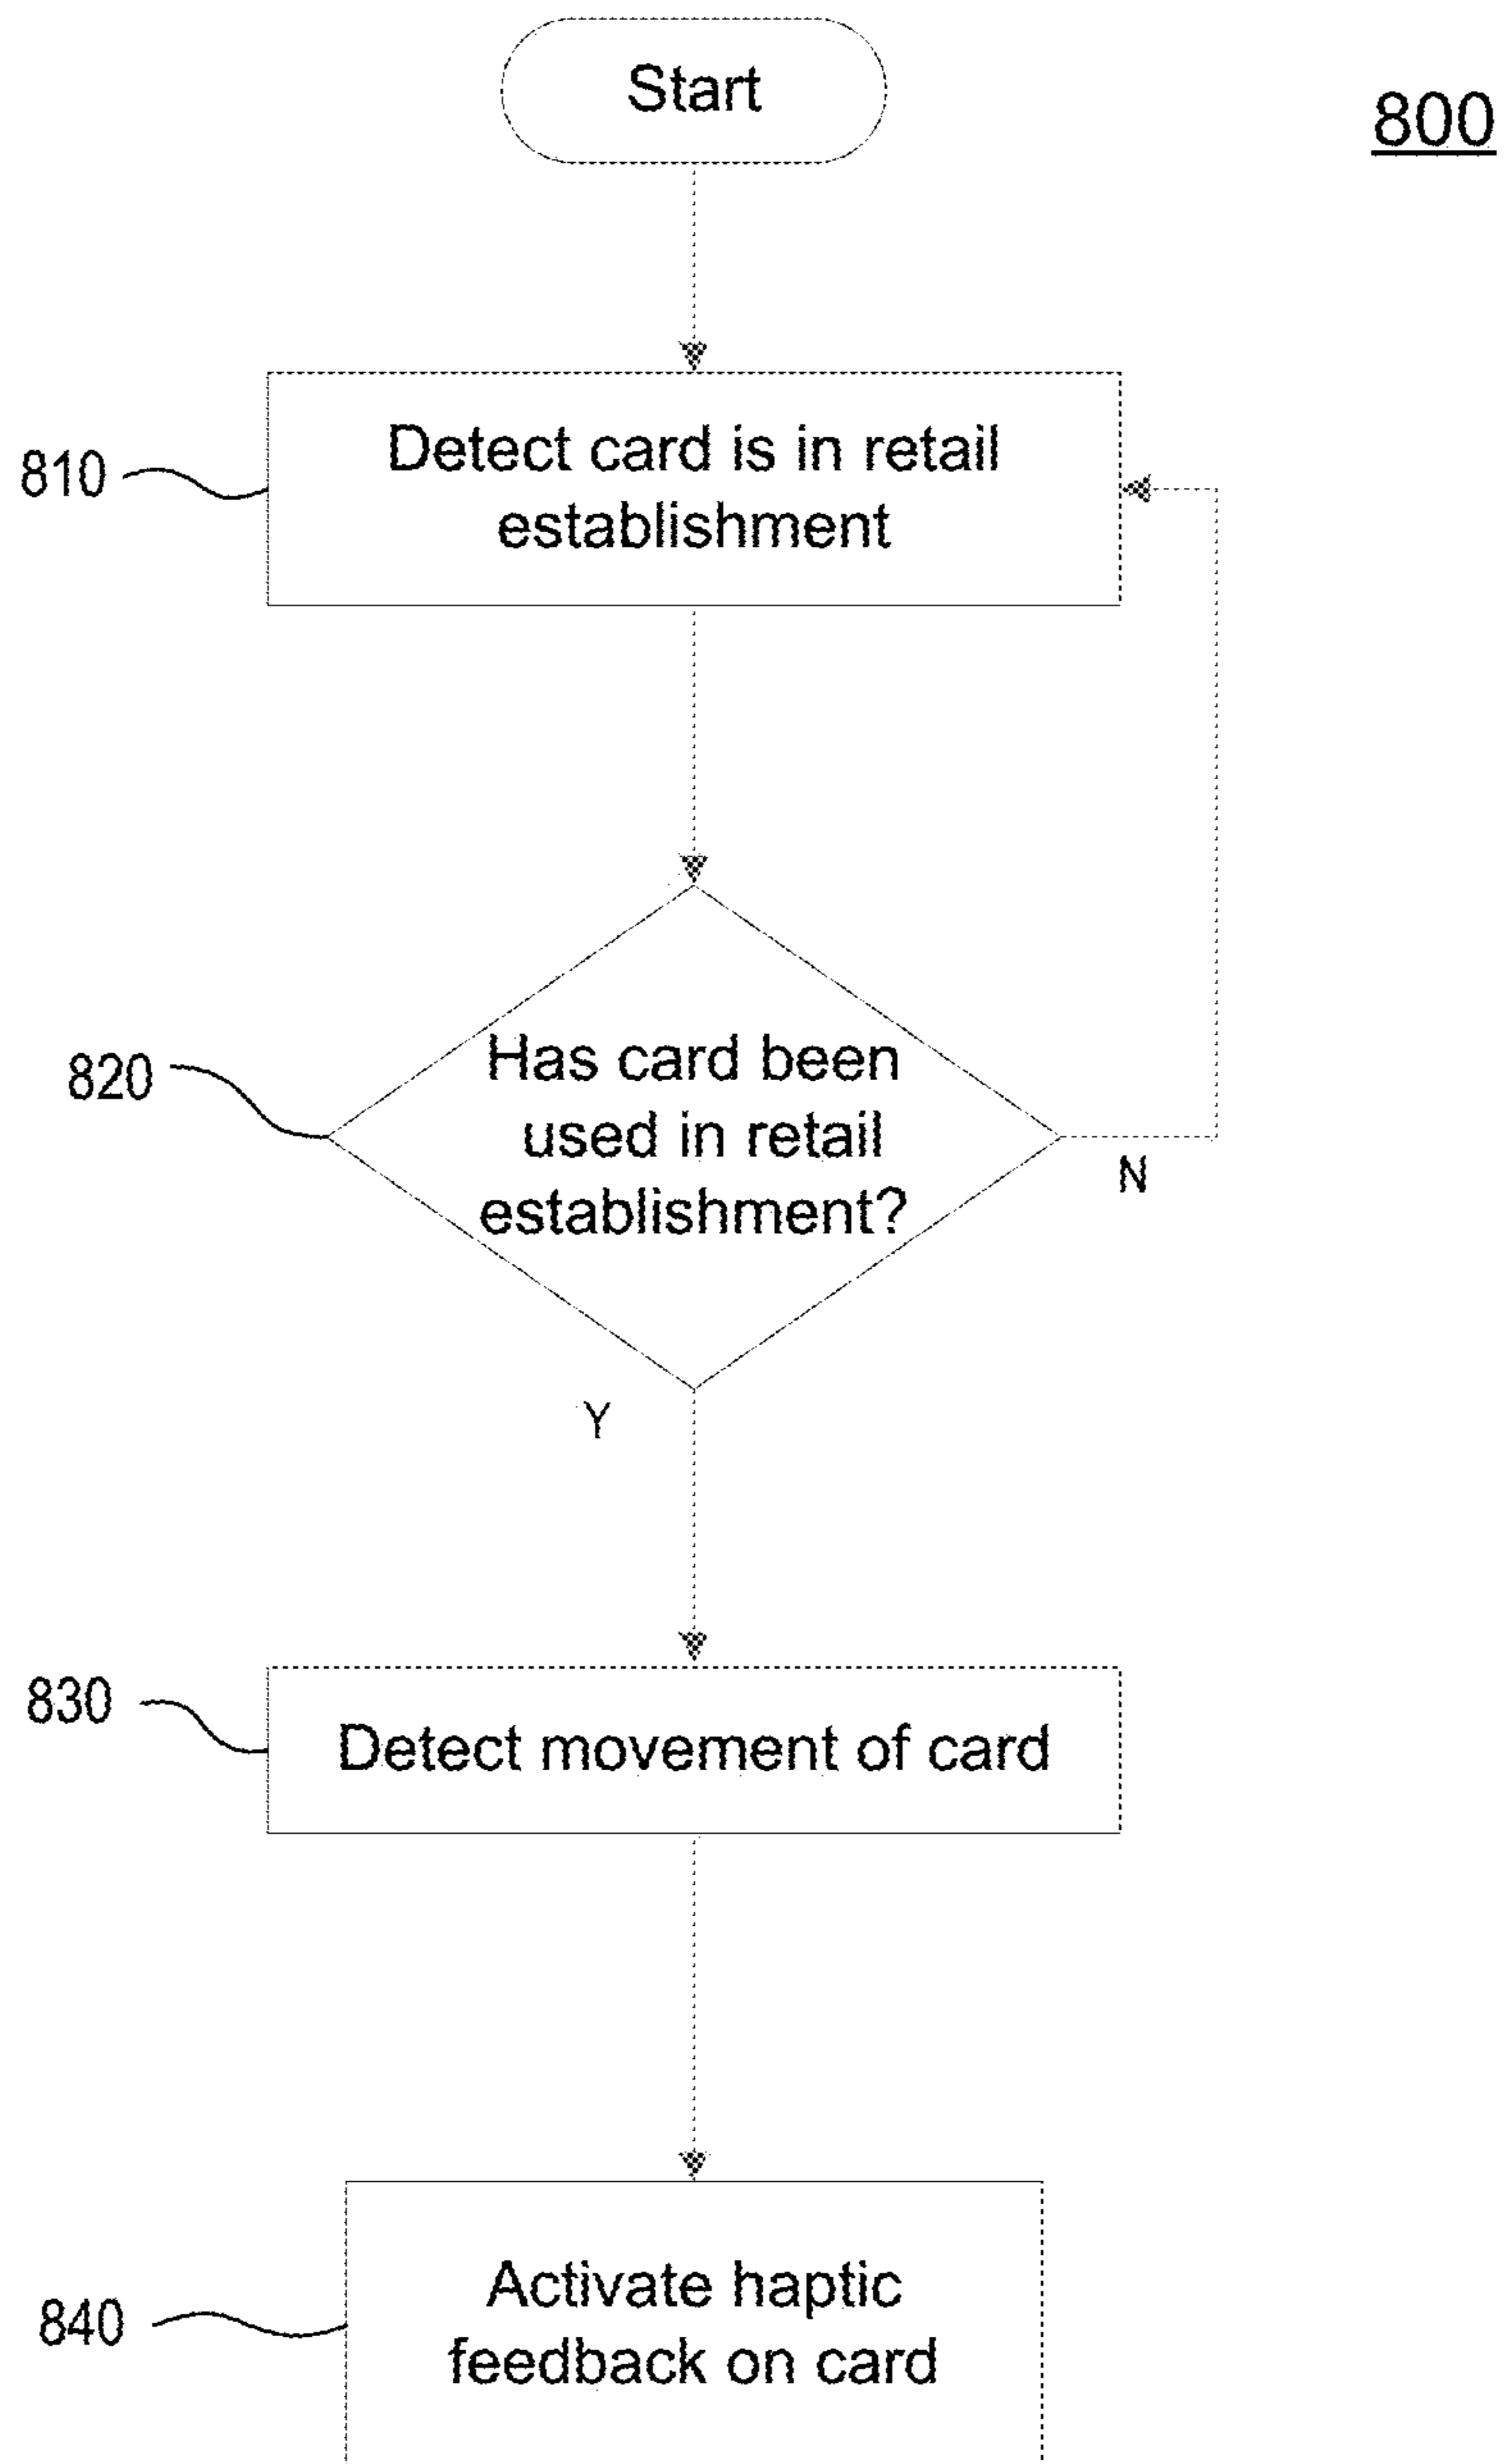 Start
800
810
Detect card is in retail
establishment
820
Has card been
used in retail
establishment?
N
Y
830
Detect movement of card
840
Activate haptic
feedback on card